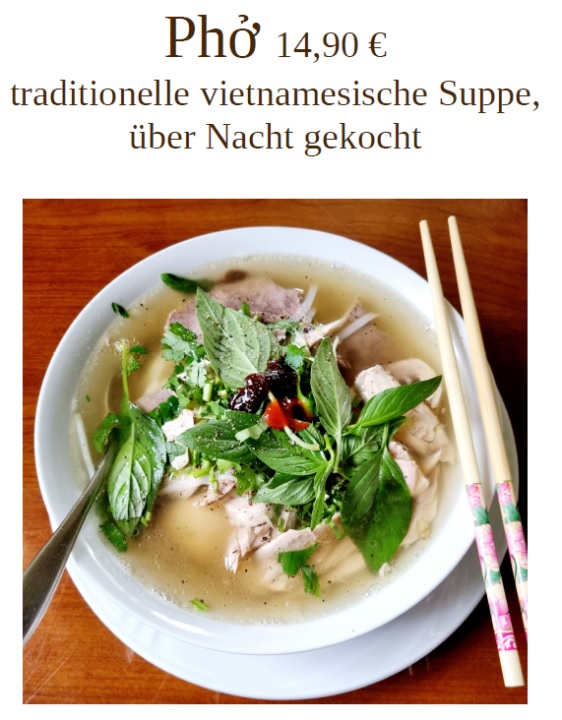 Phở 14,90 €
traditionelle vietnamesische Suppe,
über Nacht gekocht